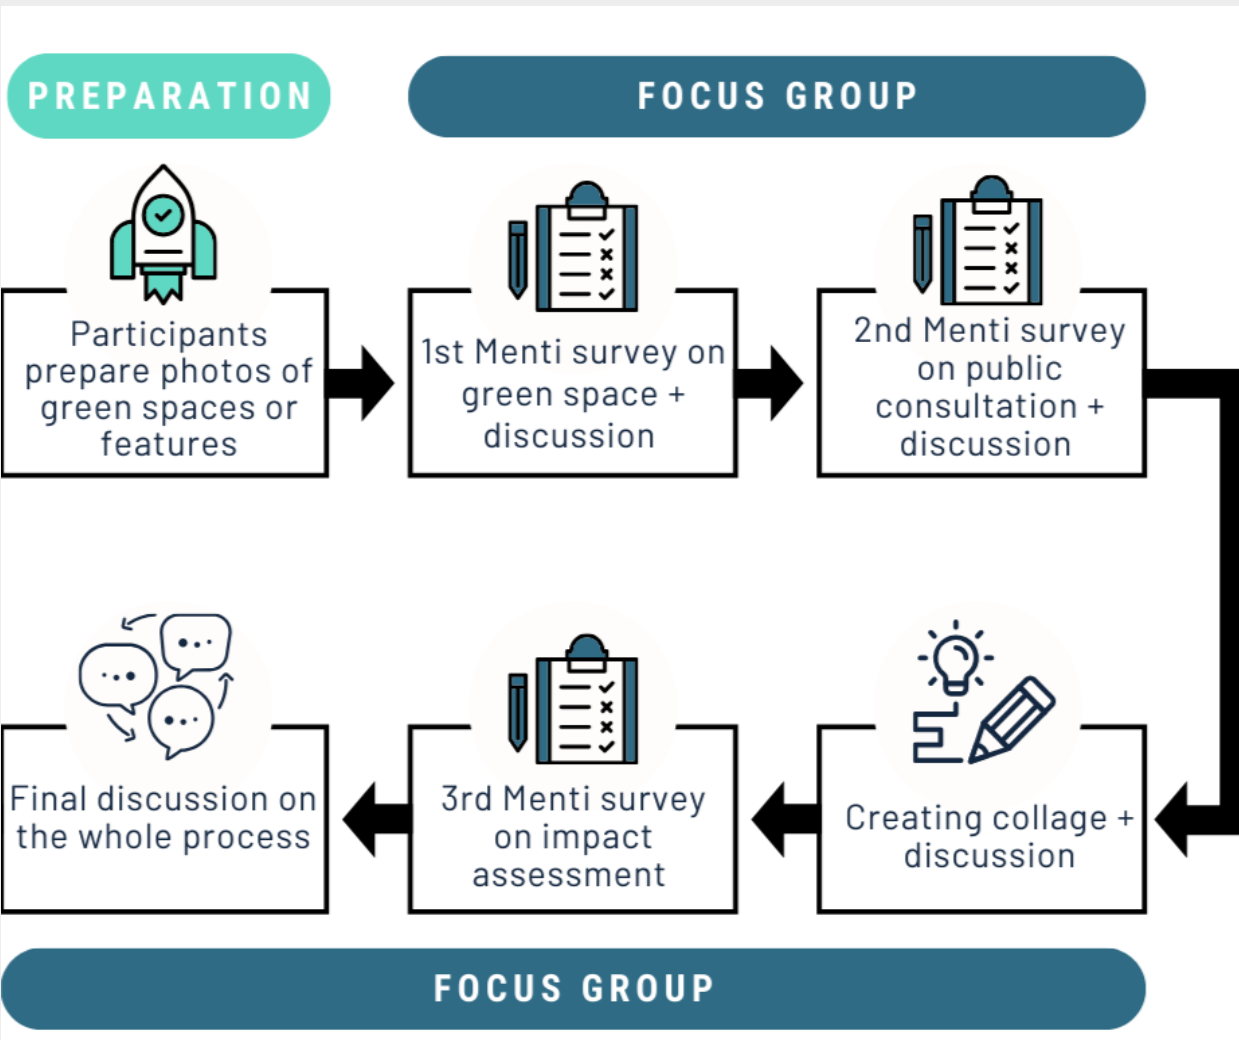 PREPARATION
FOCUS GROUP
Participants
prepare photos of
green spaces or
features
1st Menti survey on
green space +
discussion
2nd Menti survey
on public
consultation +
discussion
Creating collage +
discussion
3rd Menti survey
on impact
assessment
Final discussion on
the whole process
FOCUS GROUP